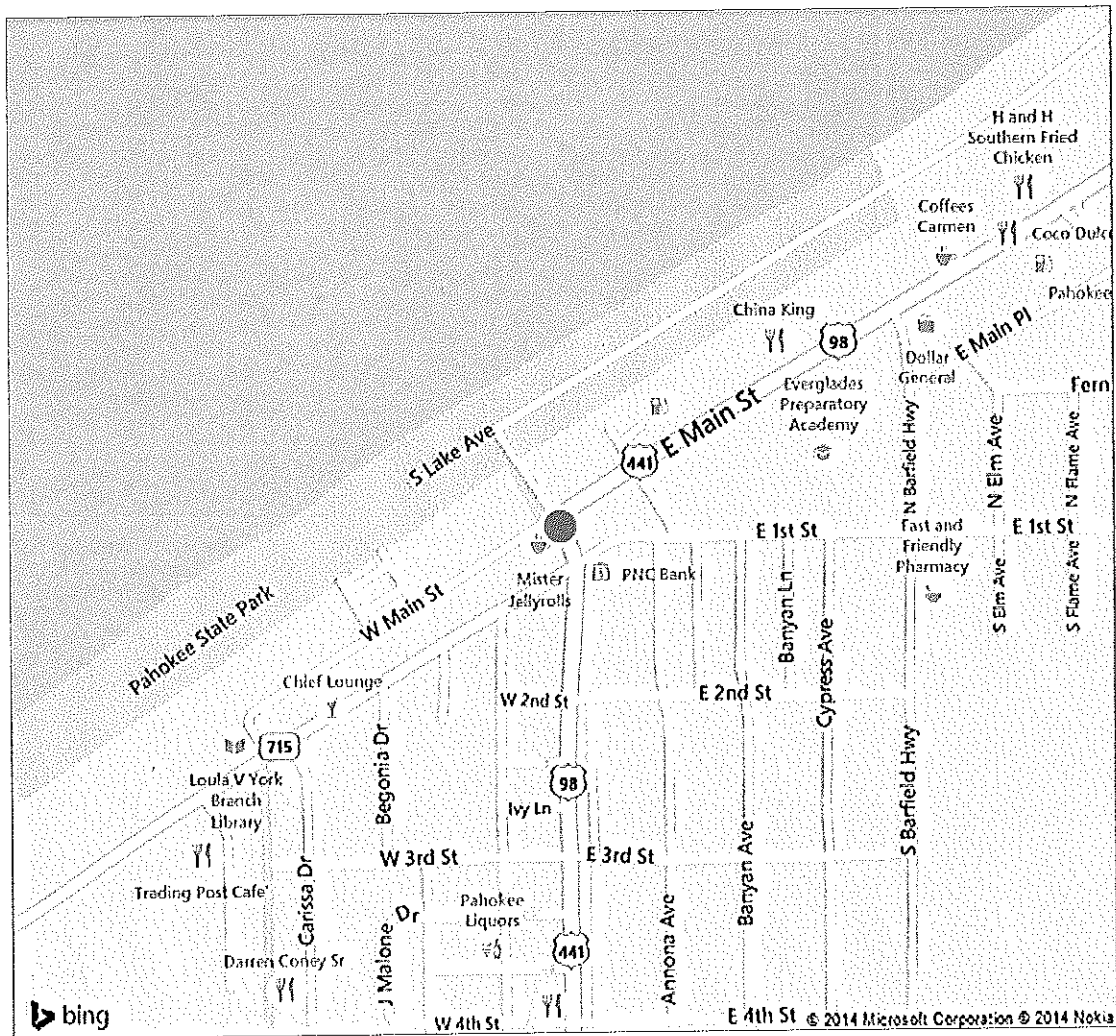 H and H
Southern Fried
Chicken
Coffees
Carmen
Coco Dulce
Pahokee
China King
98
Dollar
General
E Main Pl
Fern
Everglades
Preparatory
Academy
E Main St
441
S Lake Ave
N Barfield Hwy
N Elm Ave
N Flame Ave
E 1st St
E 1st St
Fast and
Friendly
Pharmacy
Mister
Jellyrolls
PNC Bank
Banyan Ln
Cypress Ave
S Elm Ave
S Flame Ave
W Main St
Pahokee State Park
Chief Lounge
W 2nd St
E 2nd St
715
Loula V York
Branch
Library
Begonia Dr
98
Ivy Ln
S Barfield Hwy
W 3rd St
E 3rd St
Trading Post Cafe'
Carissa Dr
J Malone Dr
Pahokee
Liquors
Annona Ave
Banyan Ave
Darren Coney Sr
441
W 4th St
E 4th St
bing
© 2014 Microsoft Corporation © 2014 Nokia